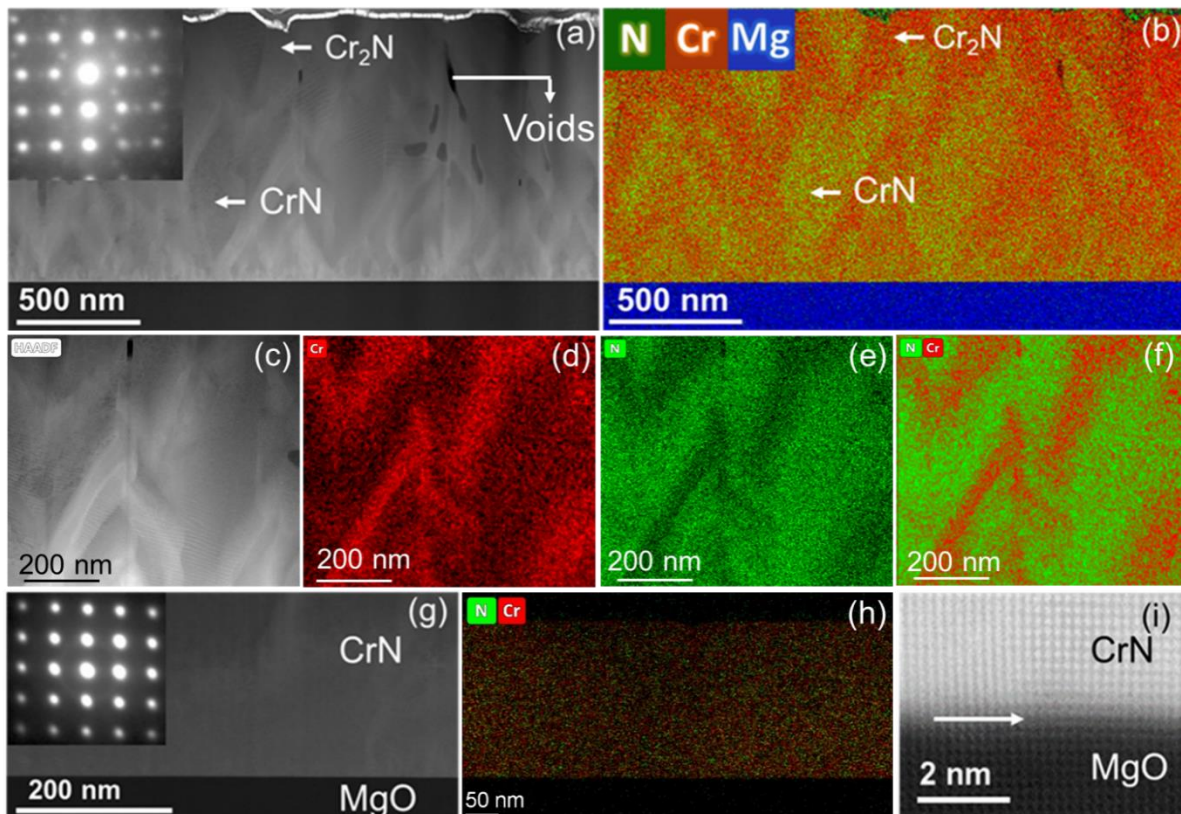 (a)
Cr₂N
Voids
CrN
500 nm
N Cr Mg
(b)
Cr₂N
CrN
500 nm
HAADF
(c)
200 nm
Cr
(d)
200 nm
N
(e)
200 nm
N Cr
(f)
200 nm
(g)
CrN
200 nm
MgO
N Cr
(h)
50 nm
(i)
CrN
MgO
2 nm